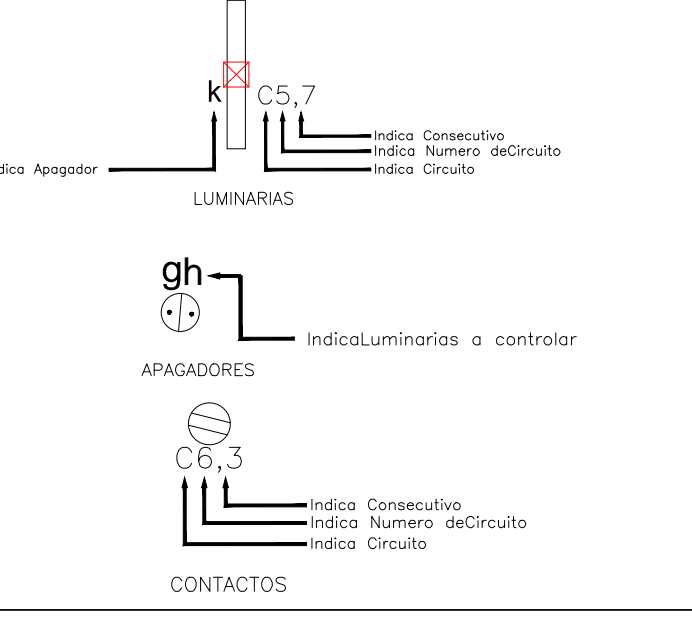 k C5,7
Indica Consecutivo
Indica Numero deCircuito
Apagador
Indica Circuito
LUMINARIAS
gh
IndicaLuminarias a controlar
APAGADORES
C6,3
Indica Consecutivo
Indica Numero deCircuito
Indica Circuito
CONTACTOS